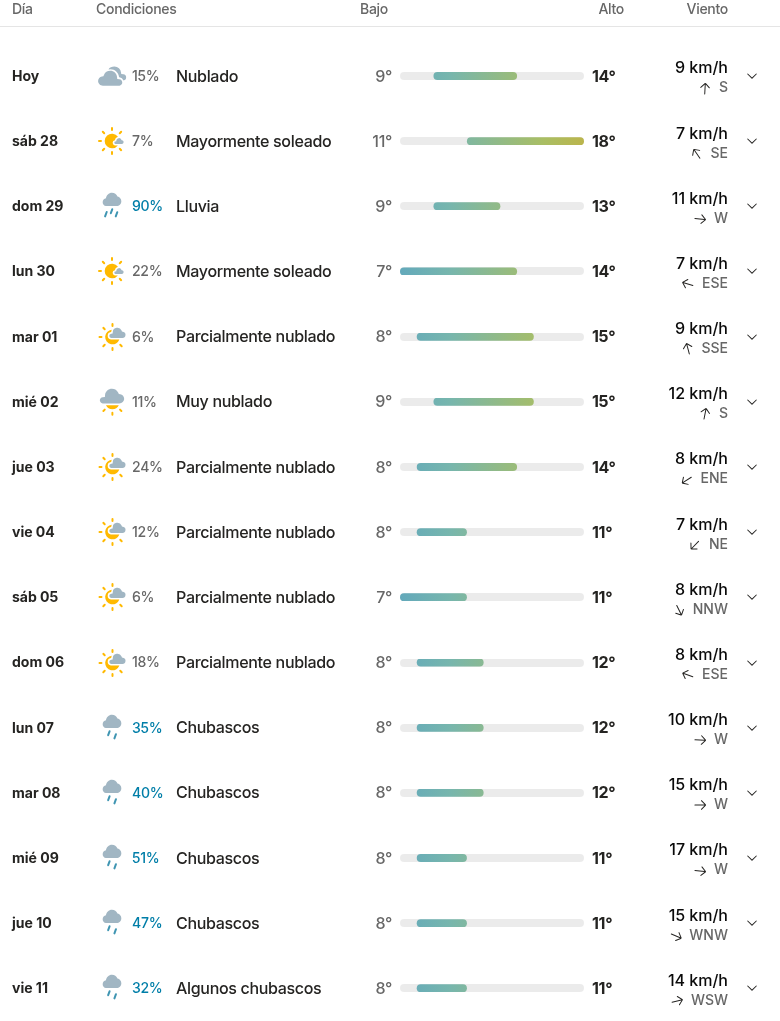 Día Condiciones Bajo Alto Viento
Hoy 15% Nublado 9° 14° 9 km/h
S
sáb 28 7% Mayormente soleado 11° 18° 7 km/h
SE
dom 29 90% Lluvia 9° 13° 11 km/h
W
lun 30 22% Mayormente soleado 7° 14° 7 km/h
ESE
mar 01 6% Parcialmente nublado 8° 15° 9 km/h
SSE
mié 02 11% Muy nublado 9° 15° 12 km/h
S
jue 03 24% Parcialmente nublado 8° 14° 8 km/h
ENE
vie 04 12% Parcialmente nublado 8° 11° 7 km/h
NE
sáb 05 6% Parcialmente nublado 7° 11° 8 km/h
NNW
dom 06 18% Parcialmente nublado 8° 12° 8 km/h
ESE
lun 07 35% Chubascos 8° 12° 10 km/h
W
mar 08 40% Chubascos 8° 12° 15 km/h
W
mié 09 51% Chubascos 8° 11° 17 km/h
W
jue 10 47% Chubascos 8° 11° 15 km/h
WNW
vie 11 32% Algunos chubascos 8° 11° 14 km/h
WSW